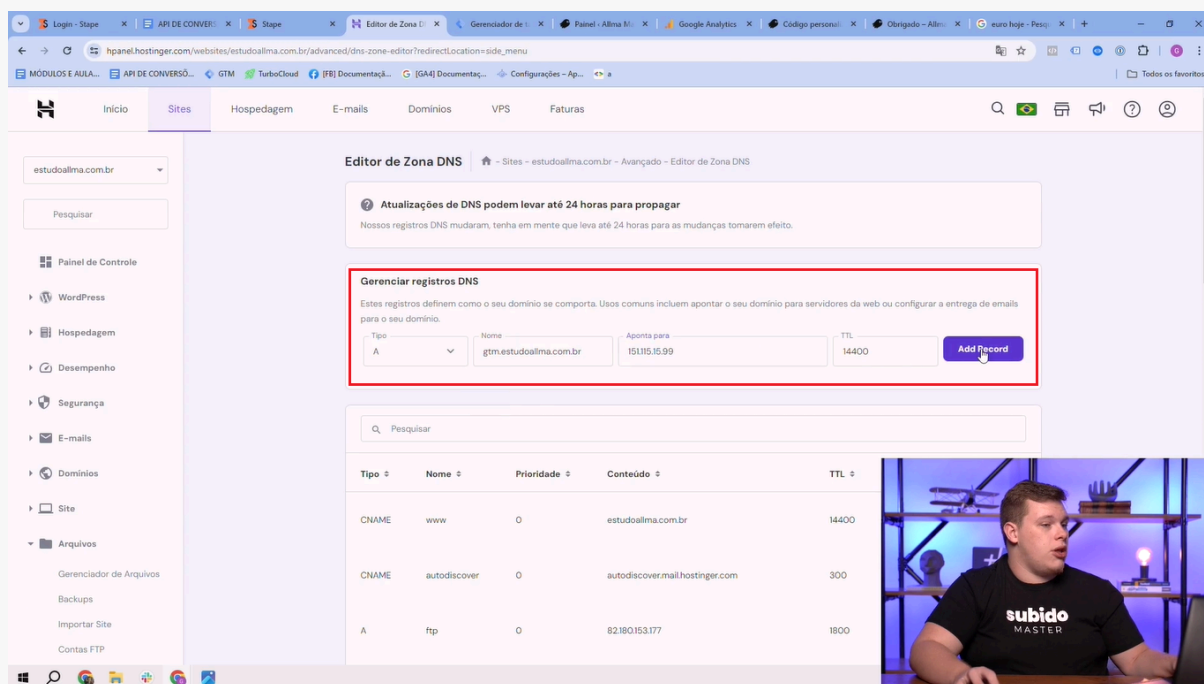 Login - Stape
API DE CONVERS
Stape
Editor de Zona D
Gerenciador de t
Painel ‹ Allma M
Google Analytics
Código personal
Obrigado – Allm
euro hoje - Pesq
hpanel.hostinger.com/websites/estudoallma.com.br/advanced/dns-zone-editor?redirectLocation=side_menu
MÓDULOS E AULA...
API DE CONVERSÕ...
GTM
TurboCloud
[FB] Documentaçã...
[GA4] Documentaç...
Configurações – Ap...
a
Todos os favoritos
Início
Sites
Hospedagem
E-mails
Domínios
VPS
Faturas
estudoallma.com.br
Editor de Zona DNS
- Sites - estudoallma.com.br - Avançado - Editor de Zona DNS
Pesquisar
Atualizações de DNS podem levar até 24 horas para propagar
Nossos registros DNS mudaram, tenha em mente que leva até 24 horas para as mudanças tomarem efeito.
Painel de Controle
WordPress
Hospedagem
Desempenho
Segurança
E-mails
Domínios
Site
Arquivos
Gerenciador de Arquivos
Backups
Importar Site
Contas FTP
Gerenciar registros DNS
Estes registros definem como o seu domínio se comporta. Usos comuns incluem apontar o seu domínio para servidores da web ou configurar a entrega de emails
para o seu domínio.
Tipo
Nome
Aponta para
TTL
A
gtm.estudoallma.com.br
151.115.15.99
14400
Add Record
Pesquisar
Tipo
Nome
Prioridade
Conteúdo
TTL
CNAME
www
0
estudoallma.com.br
14400
CNAME
autodiscover
0
autodiscover.mail.hostinger.com
300
A
ftp
0
82.180.153.177
1800
subido
MASTER